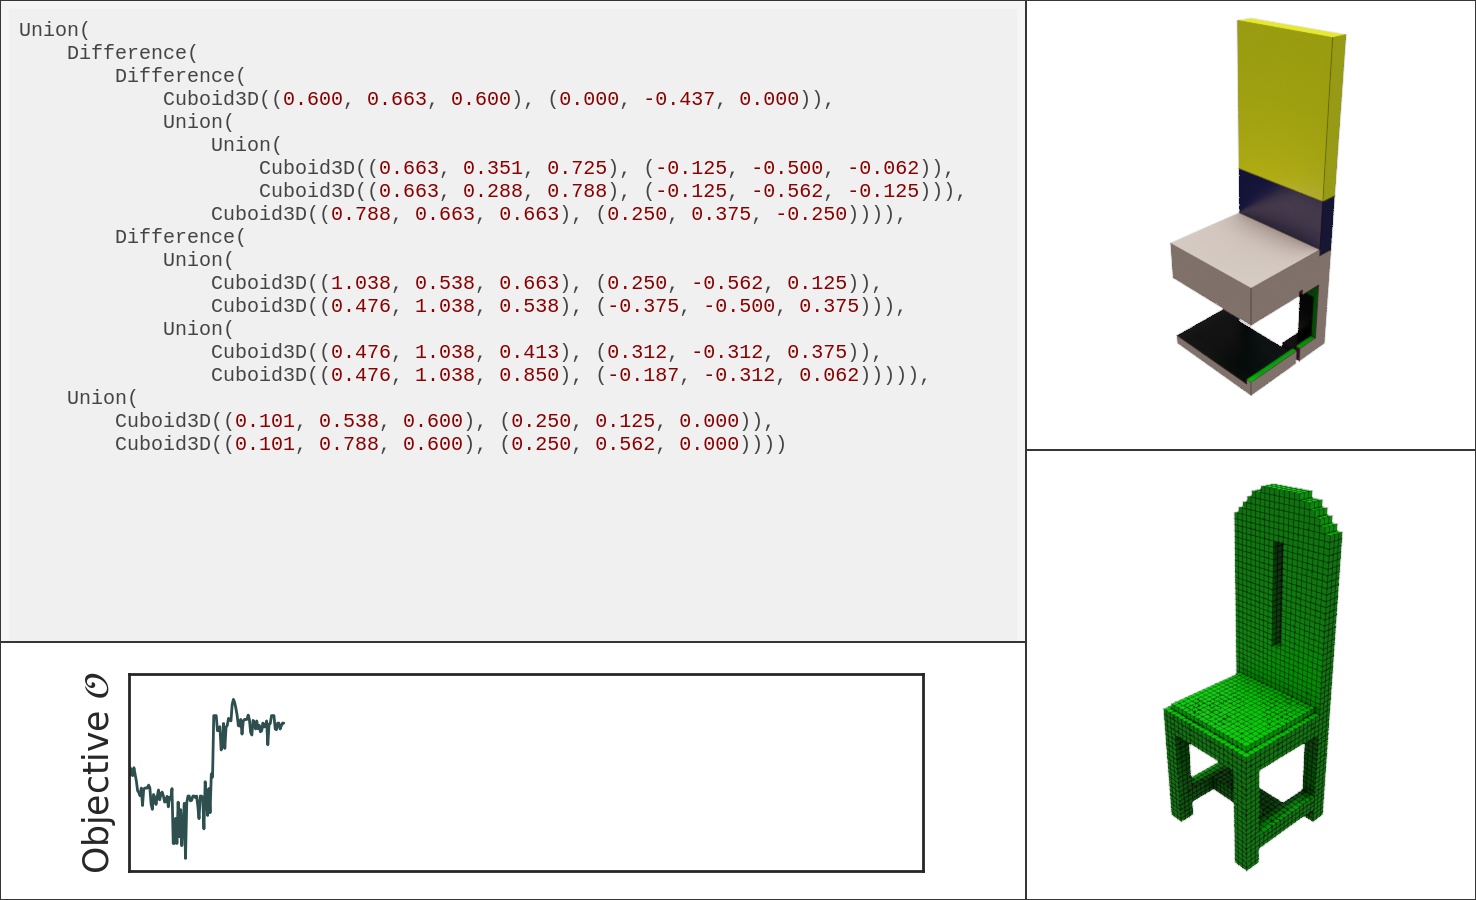 Union(
    Difference(
        Difference(
            Cuboid3D((0.600, 0.663, 0.600), (0.000, -0.437, 0.000)),
            Union(
                Union(
                    Cuboid3D((0.663, 0.351, 0.725), (-0.125, -0.500, -0.062)),
                    Cuboid3D((0.663, 0.288, 0.788), (-0.125, -0.562, -0.125))),
                Cuboid3D((0.788, 0.663, 0.663), (0.250, 0.375, -0.250)))),
        Difference(
            Union(
                Cuboid3D((1.038, 0.538, 0.663), (0.250, -0.562, 0.125)),
                Cuboid3D((0.476, 1.038, 0.538), (-0.375, -0.500, 0.375))),
            Union(
                Cuboid3D((0.476, 1.038, 0.413), (0.312, -0.312, 0.375)),
                Cuboid3D((0.476, 1.038, 0.850), (-0.187, -0.312, 0.062))))),
    Union(
        Cuboid3D((0.101, 0.538, 0.600), (0.250, 0.125, 0.000)),
        Cuboid3D((0.101, 0.788, 0.600), (0.250, 0.562, 0.000))))
Objective 𝒪